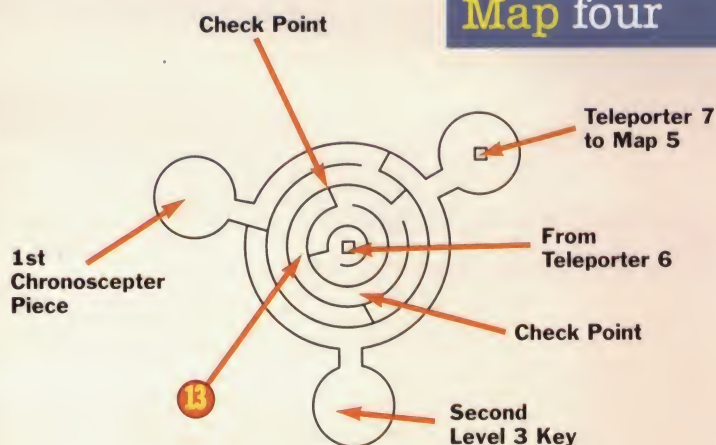 Map four
Check Point
Teleporter 7
to Map 5
1st
Chronoscepter
Piece
From
Teleporter 6
Check Point
13
Second
Level 3 Key